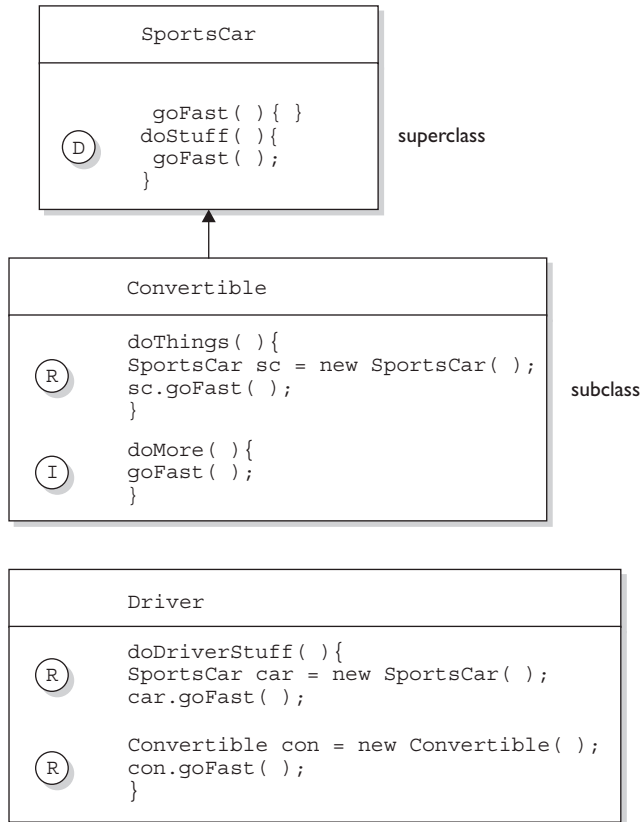 SportsCar
goFast( ){ }
D
doStuff( ){
goFast( );
}
superclass
Convertible
R
doThings( ){
SportsCar sc = new SportsCar( );
sc.goFast( );
}
subclass
I
doMore( ){
goFast( );
}
Driver
R
doDriverStuff( ){
SportsCar car = new SportsCar( );
car.goFast( );
R
Convertible con = new Convertible( );
con.goFast( );
}